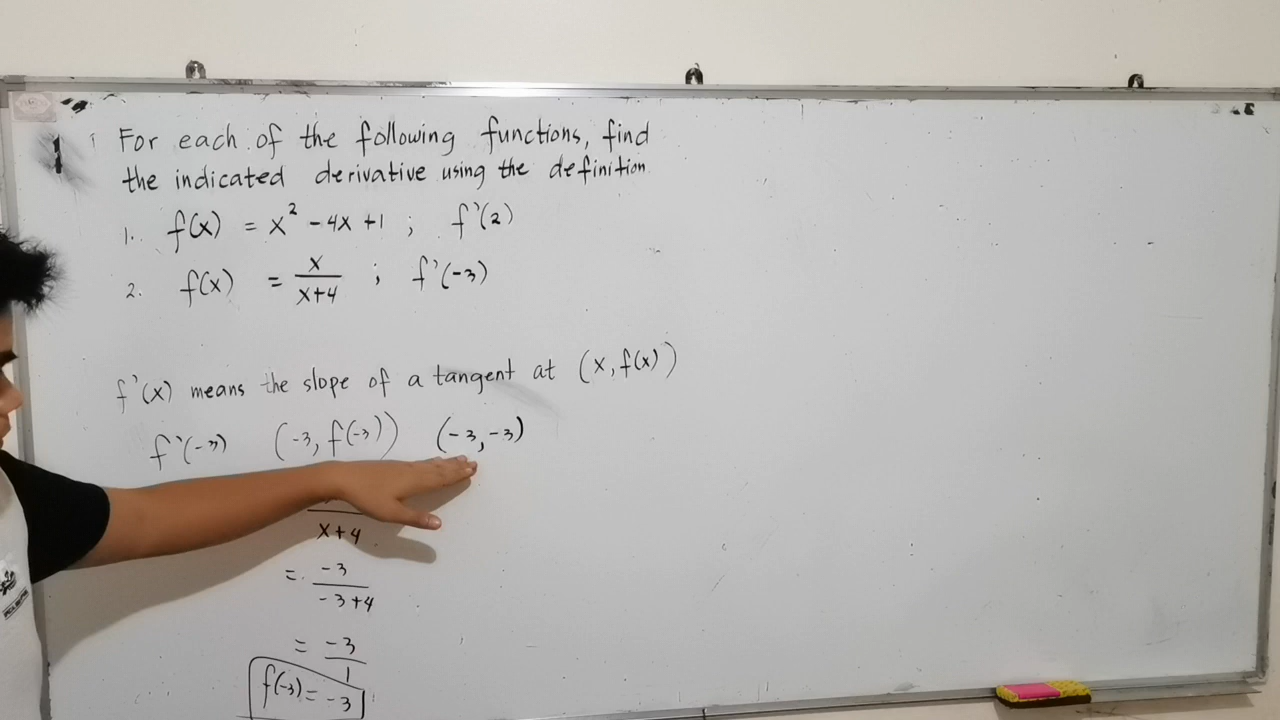 For each of the following functions, find
the indicated derivative using the definition
1. f(x) = x² - 4x + 1 ; f'(2)
2. f(x) = x/(x+4) ; f'(-3)
f'(x) means the slope of a tangent at (x, f(x))
f'(-3) (-3, f(-3)) (-3, -3)
x+4
= -3/(-3+4)
= -3/1
f(-3) = -3